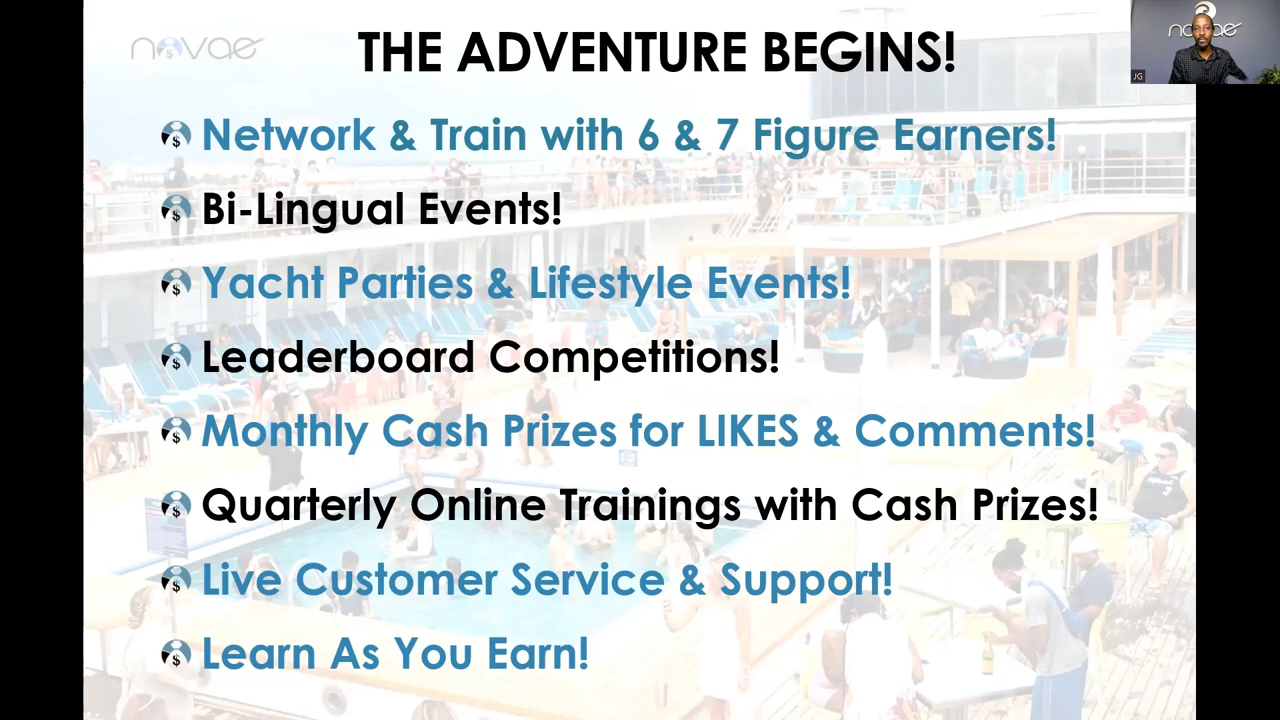 novae
THE ADVENTURE BEGINS!
novae
JG
Network & Train with 6 & 7 Figure Earners!
Bi-Lingual Events!
Yacht Parties & Lifestyle Events!
Leaderboard Competitions!
Monthly Cash Prizes for LIKES & Comments!
Quarterly Online Trainings with Cash Prizes!
Live Customer Service & Support!
Learn As You Earn!